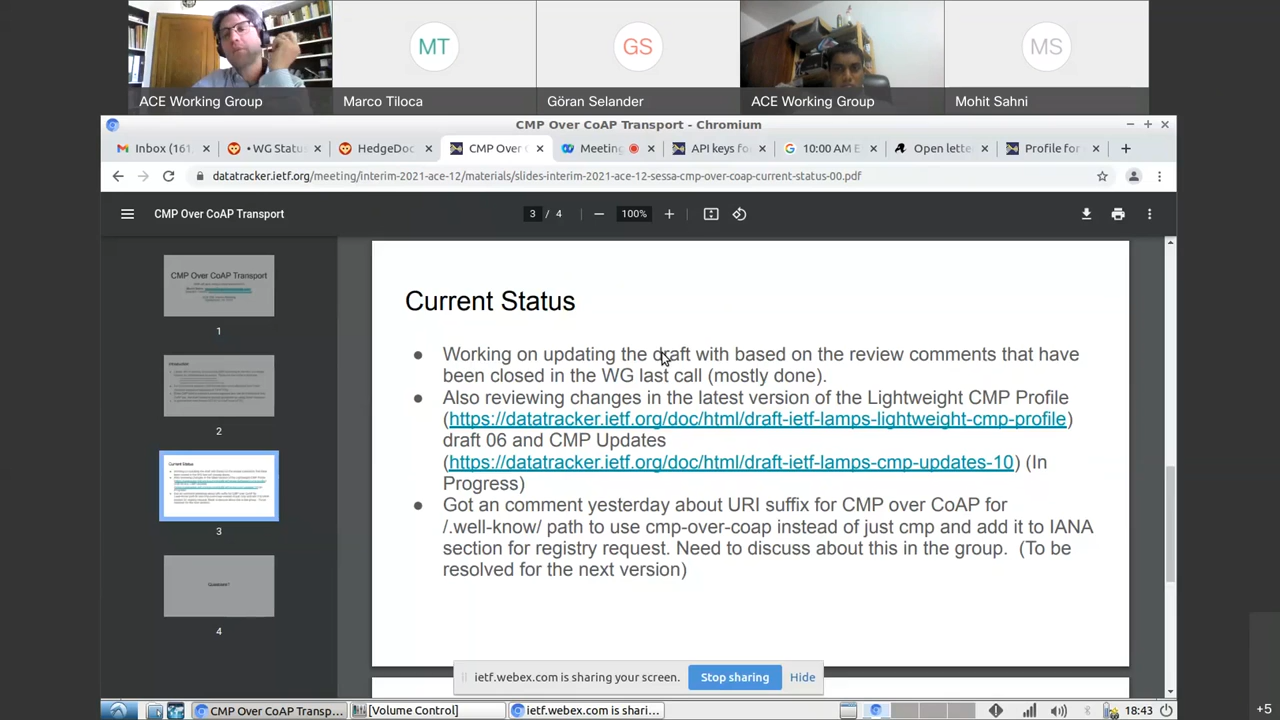 MT
GS
MS
ACE Working Group
Marco Tiloca
Göran Selander
ACE Working Group
Mohit Sahni
CMP Over CoAP Transport - Chromium
Inbox (161,
• WG Statu
HedgeDoc
CMP Over C
Meeting
API keys fo
10:00 AM E
Open lette
Profile for
datatracker.ietf.org/meeting/interim-2021-ace-12/materials/slides-interim-2021-ace-12-sessa-cmp-over-coap-current-status-00.pdf
CMP Over CoAP Transport
3 / 4
100%
CMP Over CoAP Transport
1
Introduction
2
Current Status
3
Questions?
4
Current Status
● Working on updating the draft with based on the review comments that have
been closed in the WG last call (mostly done).
● Also reviewing changes in the latest version of the Lightweight CMP Profile
(https://datatracker.ietf.org/doc/html/draft-ietf-lamps-lightweight-cmp-profile)
draft 06 and CMP Updates
(https://datatracker.ietf.org/doc/html/draft-ietf-lamps-cmp-updates-10) (In
Progress)
● Got an comment yesterday about URI suffix for CMP over CoAP for
/.well-know/ path to use cmp-over-coap instead of just cmp and add it to IANA
section for registry request. Need to discuss about this in the group. (To be
resolved for the next version)
ietf.webex.com is sharing your screen.
Stop sharing
Hide
CMP Over CoAP Transp...
[Volume Control]
ietf.webex.com is shari...
18:43
+5